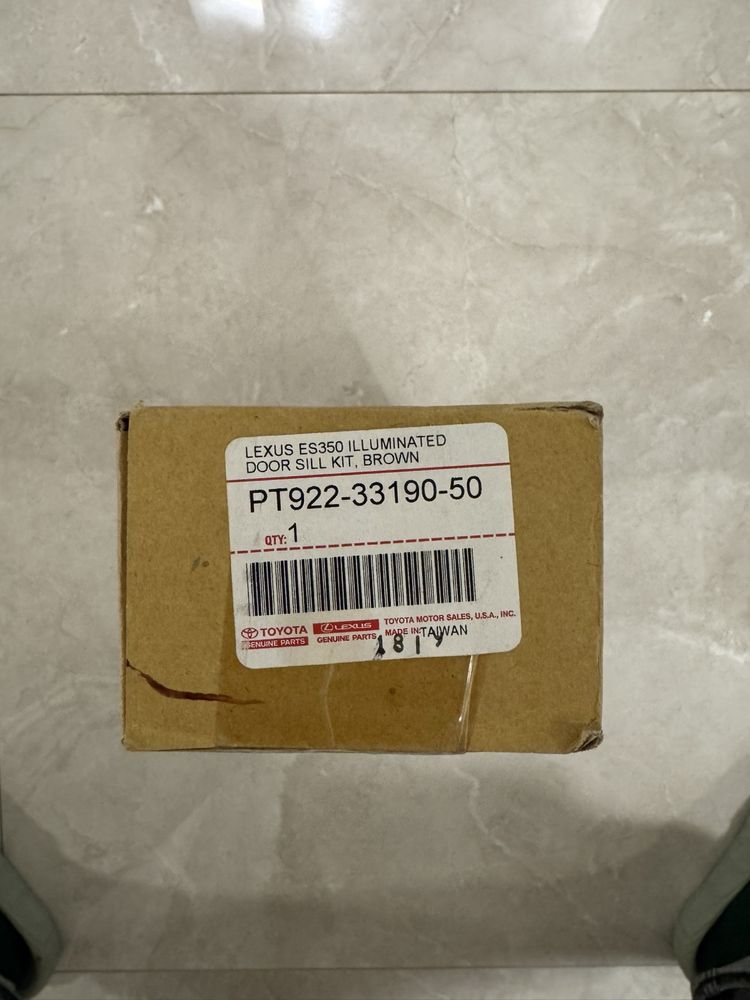 LEXUS ES350 ILLUMINATED
DOOR SILL KIT, BROWN
PT922-33190-50
QTY: 1
TOYOTA
GENUINE PARTS
LEXUS
GENUINE PARTS
TOYOTA MOTOR SALES, U.S.A., INC.
MADE IN: TAIWAN